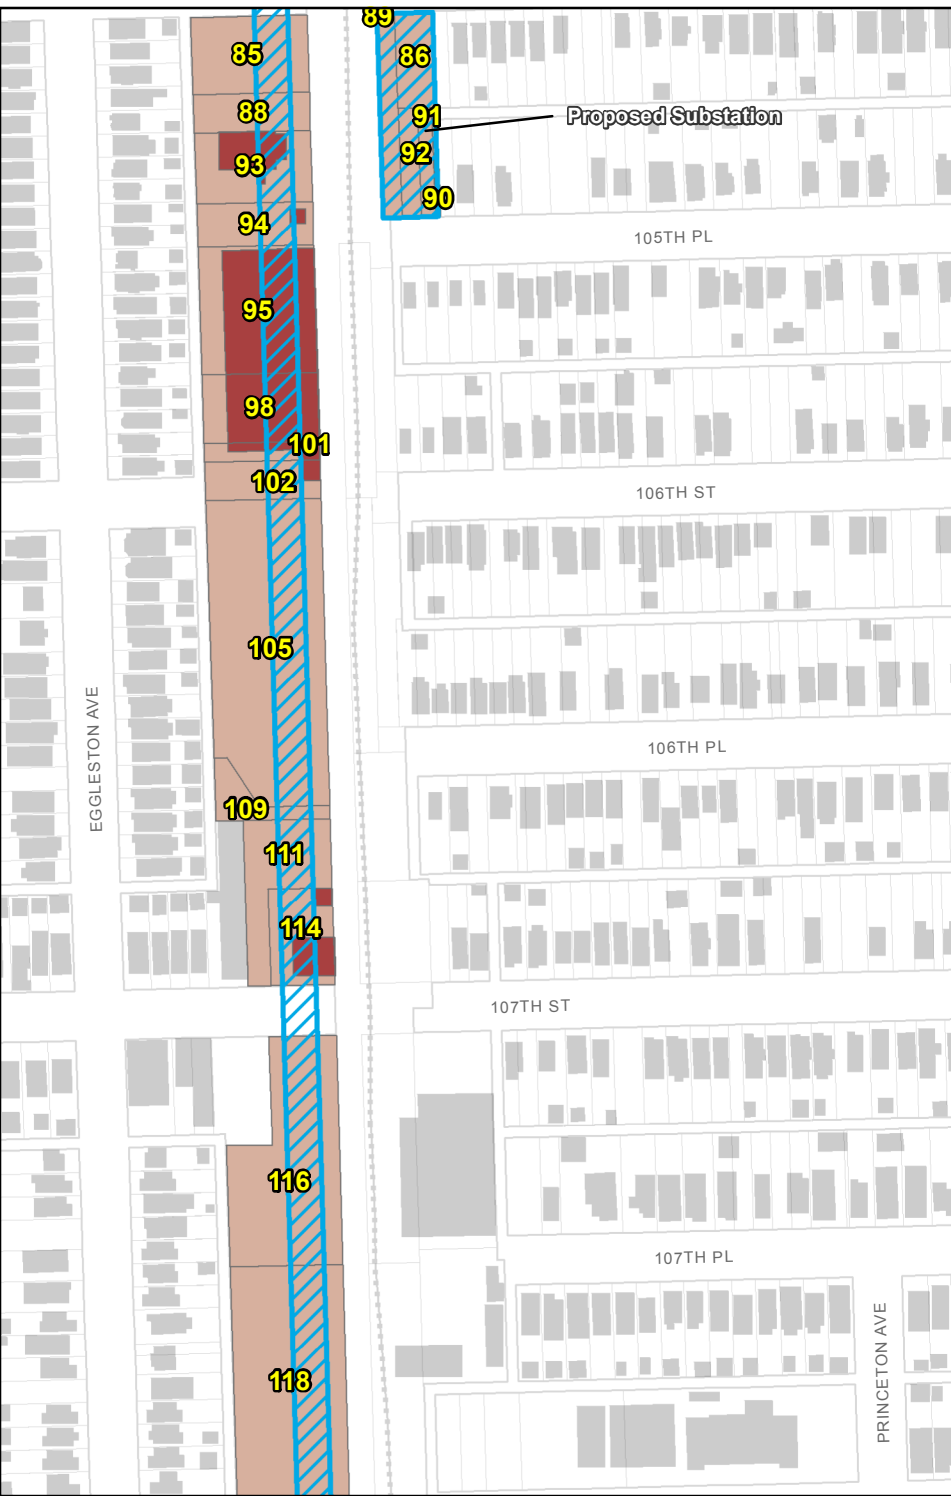 89
85
86
88
91
Proposed Substation
92
93
90
94
105TH PL
95
98
101
102
106TH ST
105
EGGLESTON AVE
106TH PL
109
111
114
107TH ST
116
107TH PL
PRINCETON AVE
118